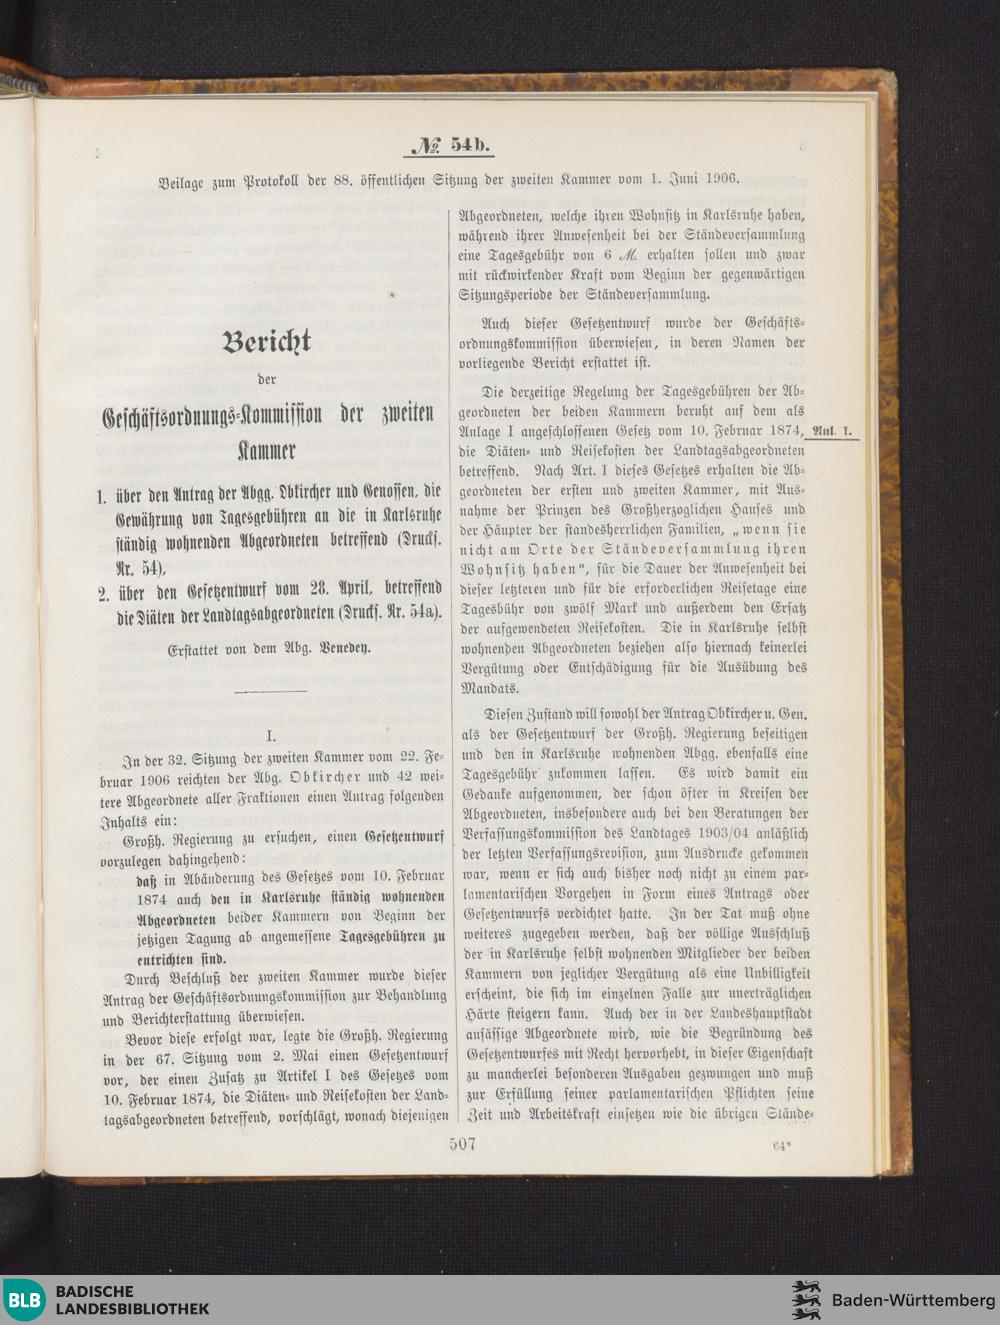 № 54b.
Beilage zum Protokoll der 88. öffentlichen Sitzung der zweiten Kammer vom 1. Juni 1906.
Bericht
der
Geschäftsordnungs-Kommission der zweiten
Kammer
1. über den Antrag der Abgg. Obkircher und Genossen, die
Gewährung von Tagesgebühren an die in Karlsruhe
ständig wohnenden Abgeordneten betreffend (Drucks.
Nr. 54),
2. über den Gesetzentwurf vom 28. April, betreffend
die Diäten der Landtagsabgeordneten (Drucks. Nr. 54a).
Erstattet von dem Abg. Venedey.
I.
In der 32. Sitzung der zweiten Kammer vom 22. Fe-
bruar 1906 reichten der Abg. Obkircher und 42 wei-
tere Abgeordnete aller Fraktionen einen Antrag folgenden
Inhalts ein:
Großh. Regierung zu ersuchen, einen Gesetzentwurf
vorzulegen dahingehend:
daß in Abänderung des Gesetzes vom 10. Februar
1874 auch den in Karlsruhe ständig wohnenden
Abgeordneten beider Kammern von Beginn der
jetzigen Tagung ab angemessene Tagesgebühren zu
entrichten sind.
Durch Beschluß der zweiten Kammer wurde dieser
Antrag der Geschäftsordnungskommission zur Behandlung
und Berichterstattung überwiesen.
Bevor diese erfolgt war, legte die Großh. Regierung
in der 67. Sitzung vom 2. Mai einen Gesetzentwurf
vor, der einen Zusatz zu Artikel I des Gesetzes vom
10. Februar 1874, die Diäten- und Reisekosten der Land-
tagsabgeordneten betreffend, vorschlägt, wonach diejenigen
Abgeordneten, welche ihren Wohnsitz in Karlsruhe haben,
während ihrer Anwesenheit bei der Ständeversammlung
eine Tagesgebühr von 6 M. erhalten sollen und zwar
mit rückwirkender Kraft vom Beginn der gegenwärtigen
Sitzungsperiode der Ständeversammlung.
Auch dieser Gesetzentwurf wurde der Geschäfts-
ordnungskommission überwiesen, in deren Namen der
vorliegende Bericht erstattet ist.
Die derzeitige Regelung der Tagesgebühren der Ab-
geordneten der beiden Kammern beruht auf dem als
Anlage I angeschlossenen Gesetz vom 10. Februar 1874, Anl. I.
die Diäten- und Reisekosten der Landtagsabgeordneten
betreffend. Nach Art. I dieses Gesetzes erhalten die Ab-
geordneten der ersten und zweiten Kammer, mit Aus-
nahme der Prinzen des Großherzoglichen Hauses und
der Häupter der standesherrlichen Familien, „wenn sie
nicht am Orte der Ständeversammlung ihren
Wohnsitz haben“, für die Dauer der Anwesenheit bei
dieser letzteren und für die erforderlichen Reisetage eine
Tagesbühr von zwölf Mark und außerdem den Ersatz
der aufgewendeten Reisekosten. Die in Karlsruhe selbst
wohnenden Abgeordneten beziehen also hiernach keinerlei
Vergütung oder Entschädigung für die Ausübung des
Mandats.
Diesen Zustand will sowohl der Antrag Obkircher u. Gen.
als der Gesetzentwurf der Großh. Regierung beseitigen
und den in Karlsruhe wohnenden Abgg. ebenfalls eine
Tagesgebühr zukommen lassen. Es wird damit ein
Gedanke aufgenommen, der schon öfter in Kreisen der
Abgeordneten, insbesondere auch bei den Beratungen der
Verfassungskommission des Landtages 1903/04 anläßlich
der letzten Verfassungsrevision, zum Ausdrucke gekommen
war, wenn er sich auch bisher noch nicht zu einem par-
lamentarischen Vorgehen in Form eines Antrags oder
Gesetzentwurfs verdichtet hatte. In der Tat muß ohne
weiteres zugegeben werden, daß der völlige Ausschluß
der in Karlsruhe selbst wohnenden Mitglieder der beiden
Kammern von jeglicher Vergütung als eine Unbilligkeit
erscheint, die sich im einzelnen Falle zur unerträglichen
Härte steigern kann. Auch der in der Landeshauptstadt
ansässige Abgeordnete wird, wie die Begründung des
Gesetzentwurfes mit Recht hervorhebt, in dieser Eigenschaft
zu mancherlei besonderen Ausgaben gezwungen und muß
zur Erfüllung seiner parlamentarischen Pflichten seine
Zeit und Arbeitskraft einsetzen wie die übrigen Stände-
507
64*
BLB BADISCHE
LANDESBIBLIOTHEK
Baden-Württemberg